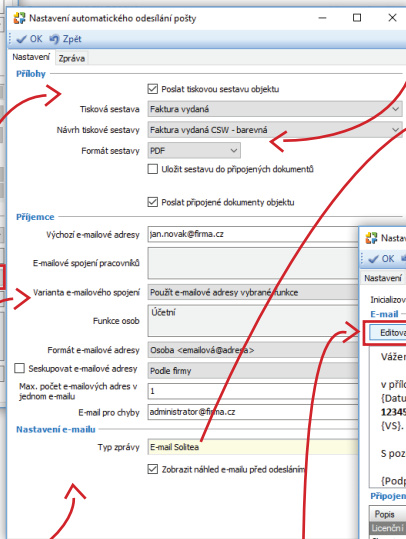 Nastavení automatického odesílání pošty
OK Zpět
Nastavení Zpráva
Přílohy
Poslat tiskovou sestavu objektu
Tisková sestava Faktura vydaná
Návrh tiskové sestavy Faktura vydaná CSW - barevná
Formát sestavy PDF
Uložit sestavu do připojených dokumentů
Poslat připojené dokumenty objektu
Příjemce
Výchozí e-mailové adresy jan.novak@firma.cz
E-mailové spojení pracovníků
Varianta e-mailového spojení Použít e-mailové adresy vybrané funkce
Funkce osob Účetní
Formát e-mailové adresy Osoba <emailová@adresa>
Seskupovat e-mailové adresy Podle firmy
Max. počet e-mailových adres v jednom e-mailu 1
E-mail pro chyby administrator@firma.cz
Nastavení e-mailu
Typ zprávy E-mail Solitea
Zobrazit náhled e-mailu před odesláním
OK
Nastavení
E-mail
Vážen
v přílo
{Datu
{VS}.
S poz
{Podp
Připojen
Popis
Licenční